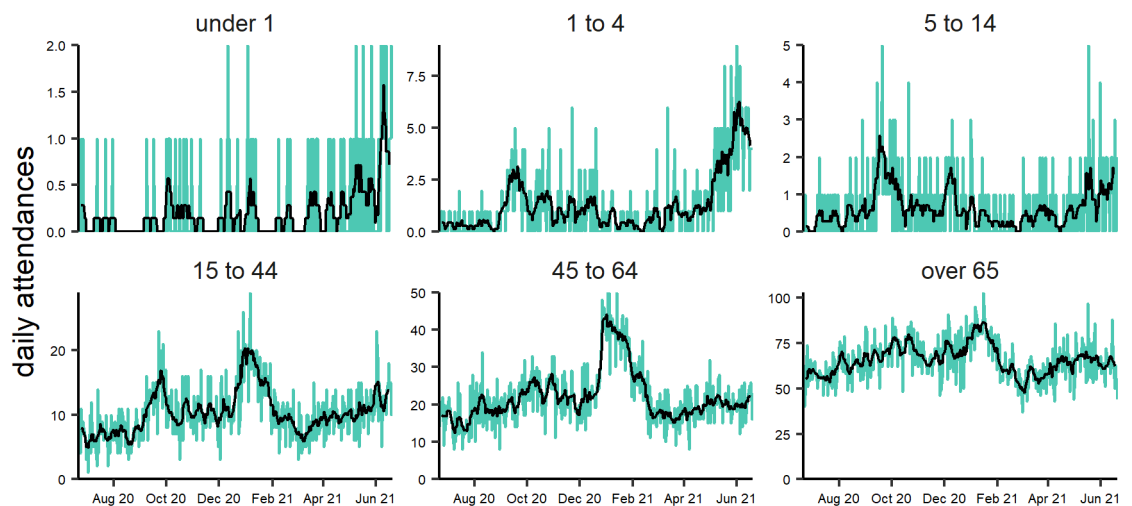 under 1
1 to 4
5 to 14
2.0
1.5
1.0
0.5
0.0
7.5
5.0
2.5
0.0
5
4
3
2
1
0
daily attendances
15 to 44
45 to 64
over 65
20
10
0
50
40
30
20
10
0
100
75
50
25
0
Aug 20 Oct 20 Dec 20 Feb 21 Apr 21 Jun 21
Aug 20 Oct 20 Dec 20 Feb 21 Apr 21 Jun 21
Aug 20 Oct 20 Dec 20 Feb 21 Apr 21 Jun 21